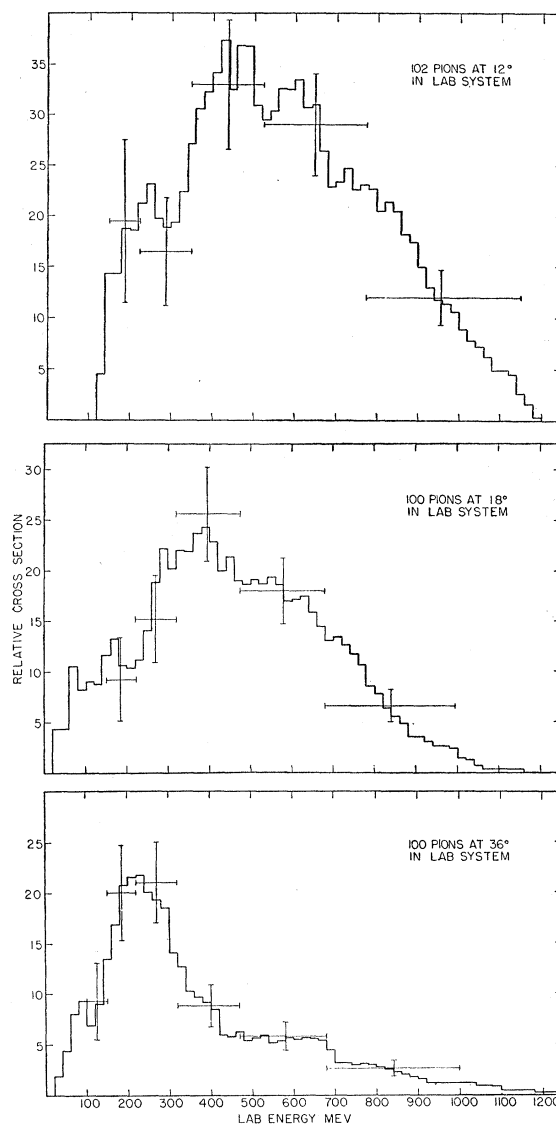 35
30
25
20
15
10
5
102 PIONS AT 12°
IN LAB SYSTEM
RELATIVE CROSS SECTION
30
25
20
15
10
5
100 PIONS AT 18°
IN LAB SYSTEM
25
20
15
10
5
100 PIONS AT 36°
IN LAB SYSTEM
100 200 300 400 500 600 700 800 900 1000 1100 1200
LAB ENERGY MEV